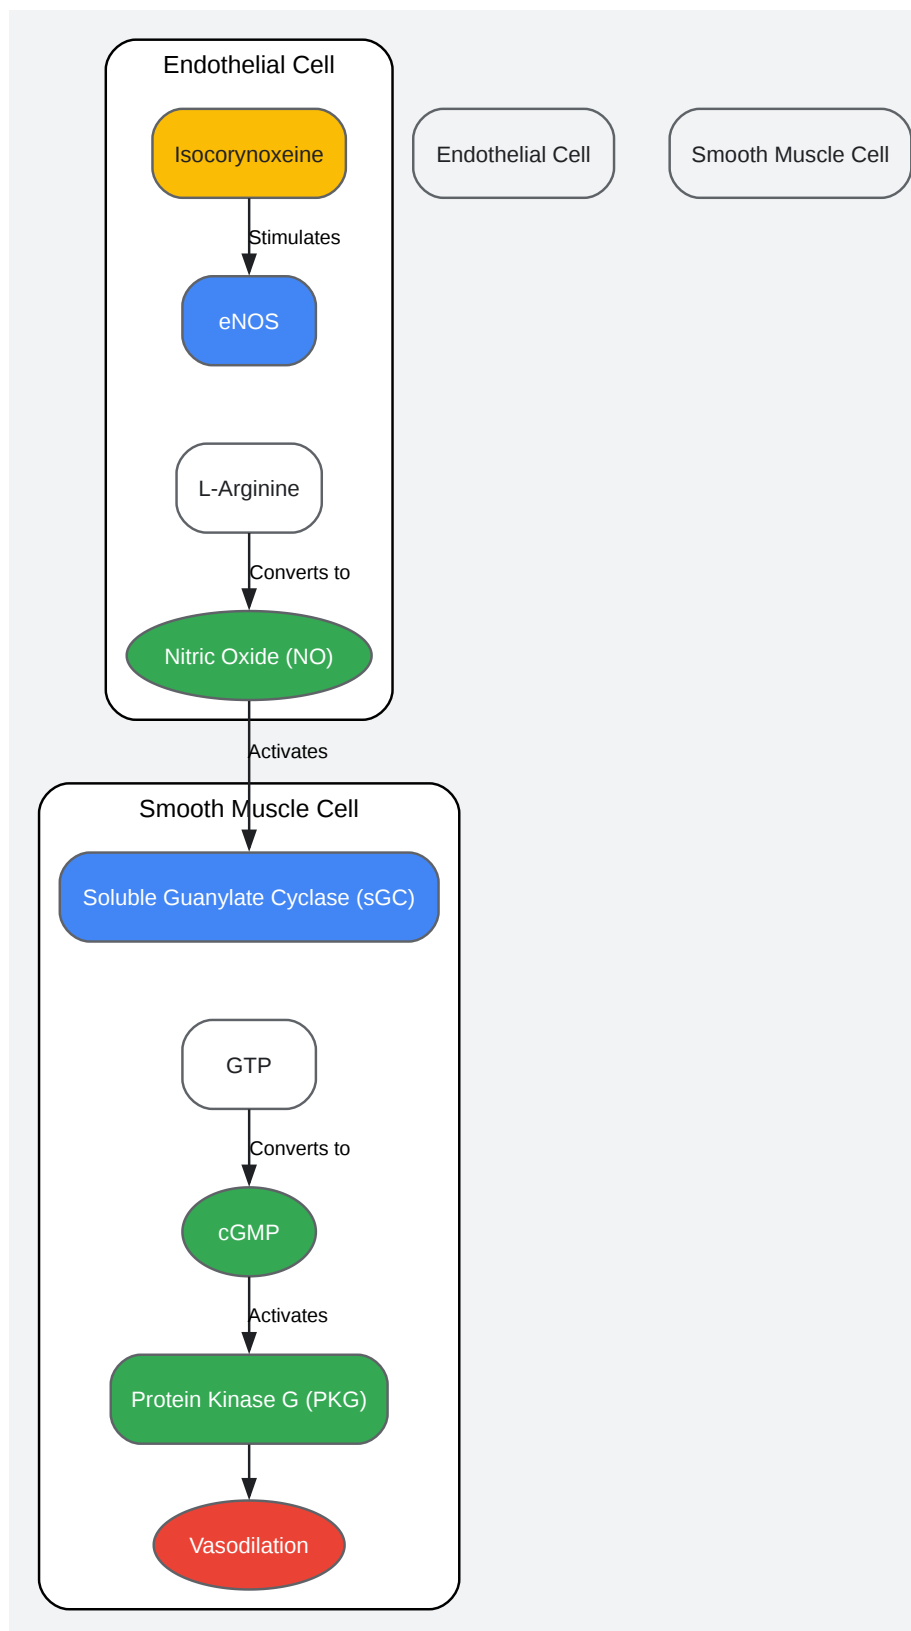 Endothelial Cell
Isocorynoxeine
Endothelial Cell
Smooth Muscle Cell
Stimulates
eNOS
L-Arginine
Converts to
Nitric Oxide (NO)
Activates
Smooth Muscle Cell
Soluble Guanylate Cyclase (sGC)
GTP
Converts to
cGMP
Activates
Protein Kinase G (PKG)
Vasodilation